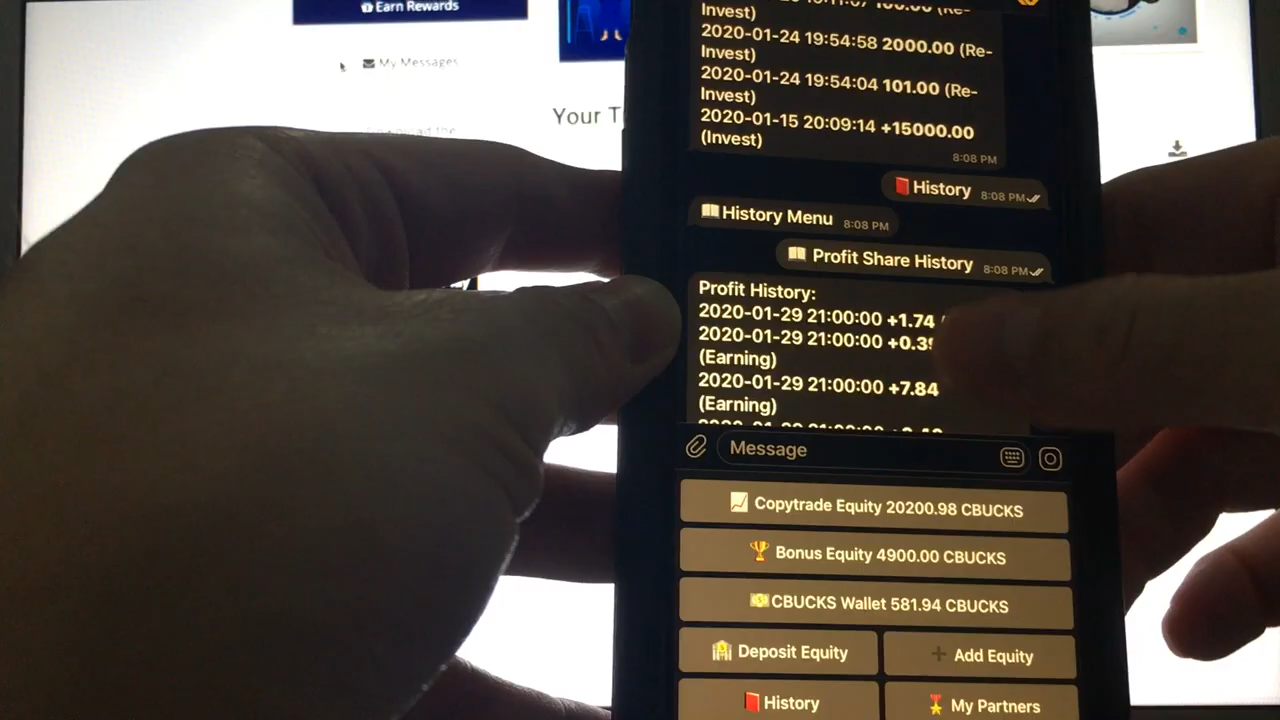 Earn Rewards
My Messages
Your T
Invest)
2020-01-24 19:54:58 2000.00 (Re-
Invest)
2020-01-24 19:54:04 101.00 (Re-
Invest)
2020-01-15 20:09:14 +15000.00
(Invest)
8:08 PM
History 8:08 PM
History Menu 8:08 PM
Profit Share History 8:08 PM
Profit History:
2020-01-29 21:00:00 +1.74
2020-01-29 21:00:00 +0.39
(Earning)
2020-01-29 21:00:00 +7.84
(Earning)
Message
Copytrade Equity 20200.98 CBUCKS
Bonus Equity 4900.00 CBUCKS
CBUCKS Wallet 581.94 CBUCKS
Deposit Equity
Add Equity
History
My Partners